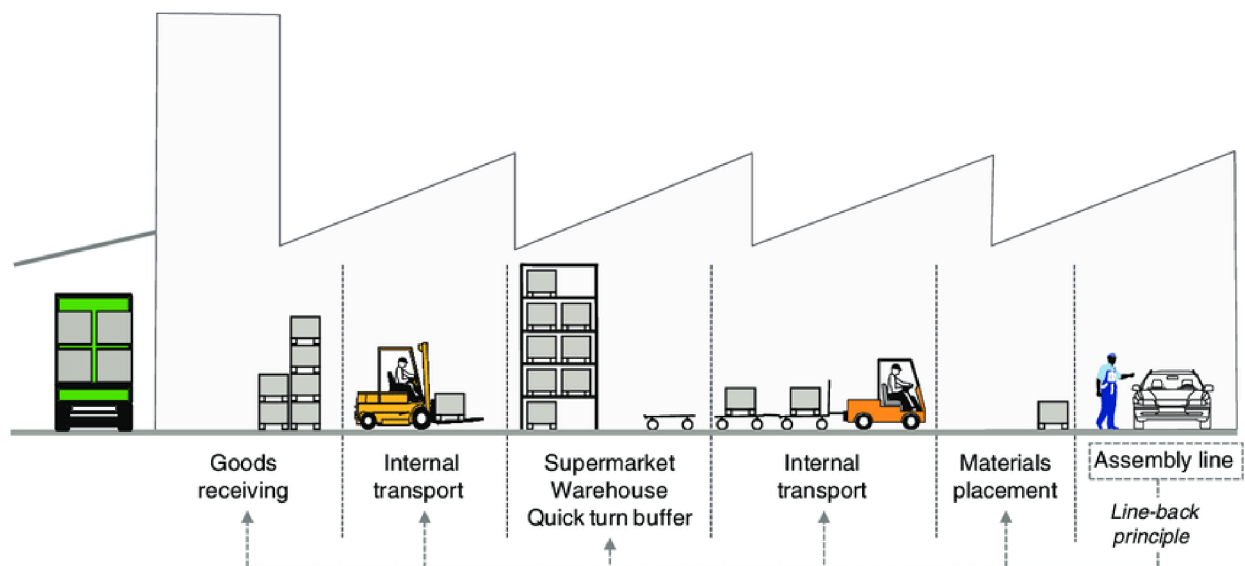 Goods
receiving
Internal
transport
Supermarket
Warehouse
Quick turn buffer
Internal
transport
Materials
placement
Assembly line
Line-back
principle